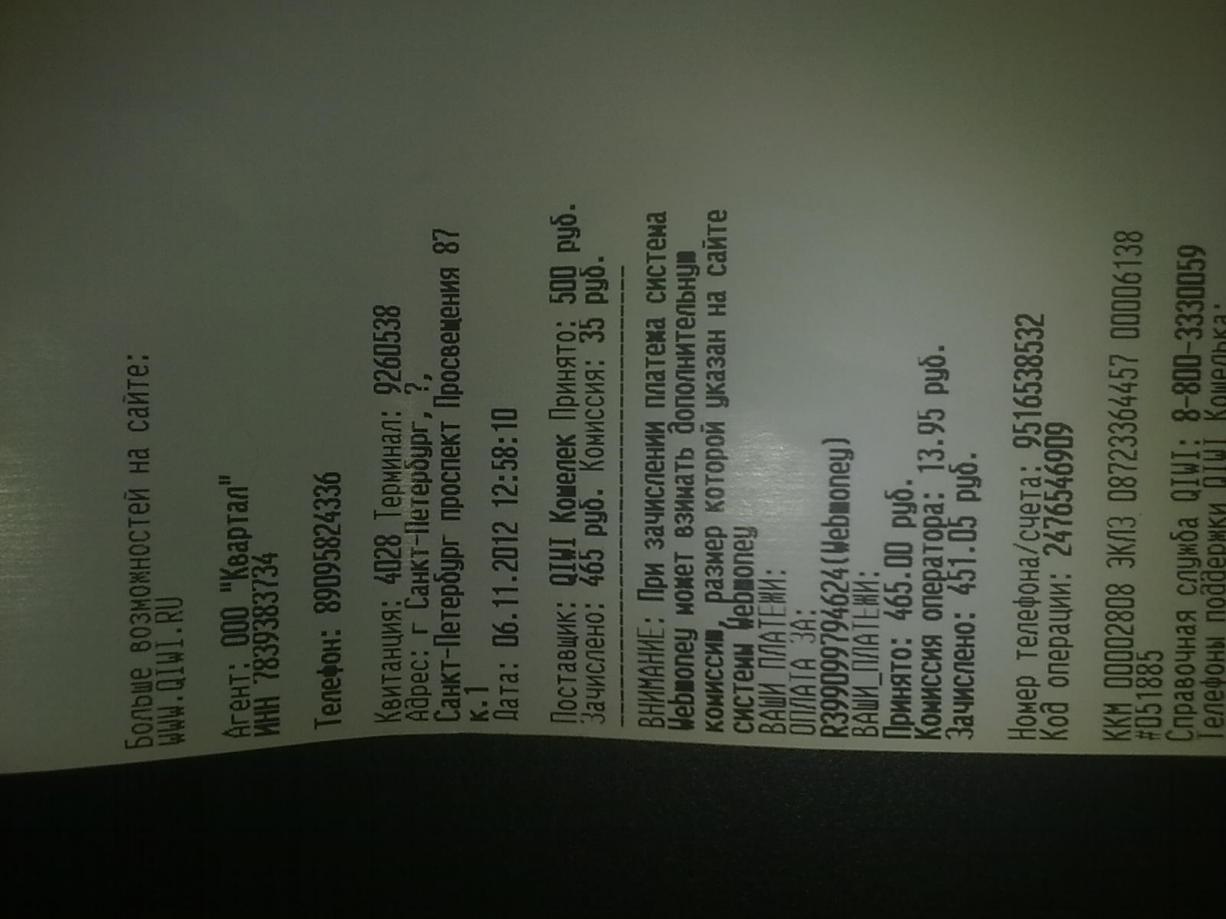 Больше возможностей на сайте:
WWW.QIWI.RU
Агент: ООО "Квартал"
ИНН 7839383734
Телефон: 89095824336
Квитанция: 4028 Терминал: 9260538
Адрес: г Санкт-Петербург, ?,
Санкт-Петербург проспект Просвещения 87
к.1
Дата: 06.11.2012 12:58:10
Поставщик: QIWI Кошелек Принято: 500 руб.
Зачислено: 465 руб. Комиссия: 35 руб.
ВНИМАНИЕ: При зачислении платежа система
Webmoney может взимать дополнительную
комиссию, размер которой указан на сайте
системы Webmoney
ВАШИ ПЛАТЕЖИ:
ОПЛАТА ЗА:
R399099794624(Webmoney)
ВАШИ_ПЛАТЕЖИ:
Принято: 465.00 руб.
Комиссия оператора: 13.95 руб.
Зачислено: 451.05 руб.
Номер телефона/счета: 9516538532
Код операции: 2476546909
ККМ 00002808 ЭКЛЗ 08723364457 00006138
#051885
Справочная служба QIWI: 8-800-3330059
Телефоны поддержки QIWI Кошелька: